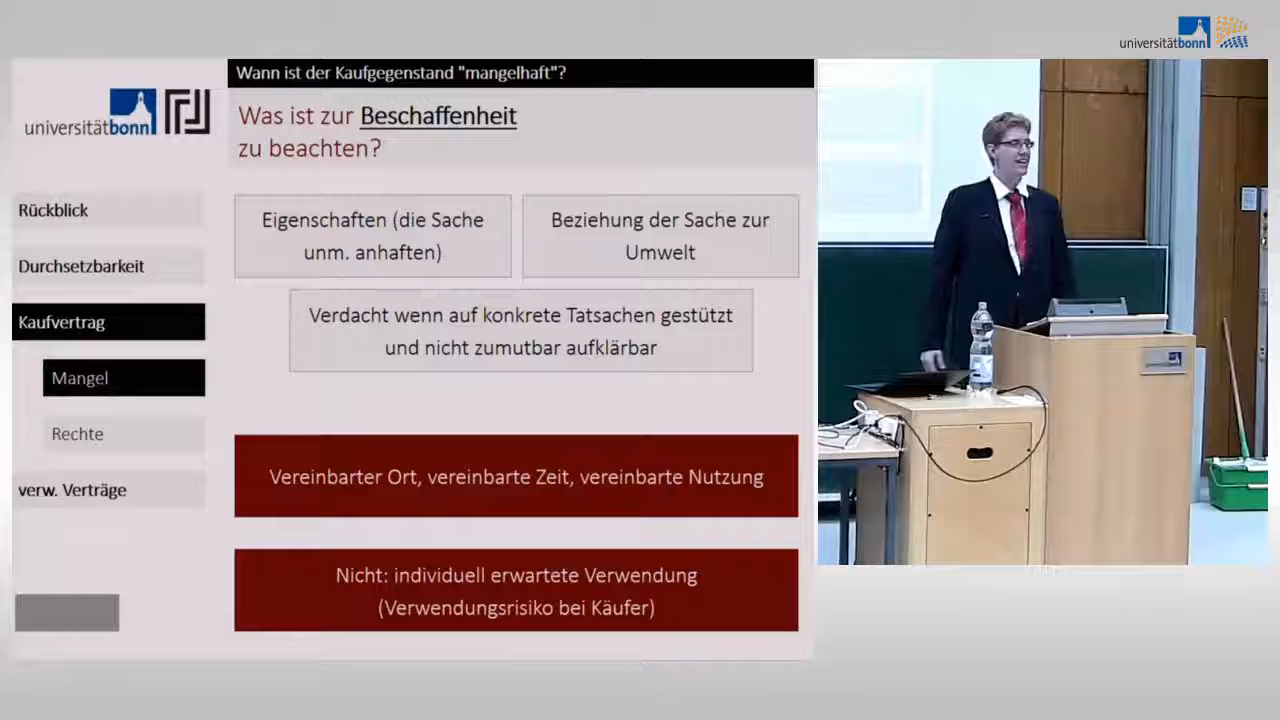 universitätbonn
Wann ist der Kaufgegenstand "mangelhaft"?
universitätbonn
Was ist zur Beschaffenheit
zu beachten?
Rückblick
Durchsetzbarkeit
Kaufvertrag
Mangel
Rechte
verw. Verträge
Eigenschaften (die Sache
unm. anhaften)
Beziehung der Sache zur
Umwelt
Verdacht wenn auf konkrete Tatsachen gestützt
und nicht zumutbar aufklärbar
Vereinbarter Ort, vereinbarte Zeit, vereinbarte Nutzung
Nicht: individuell erwartete Verwendung
(Verwendungsrisiko bei Käufer)